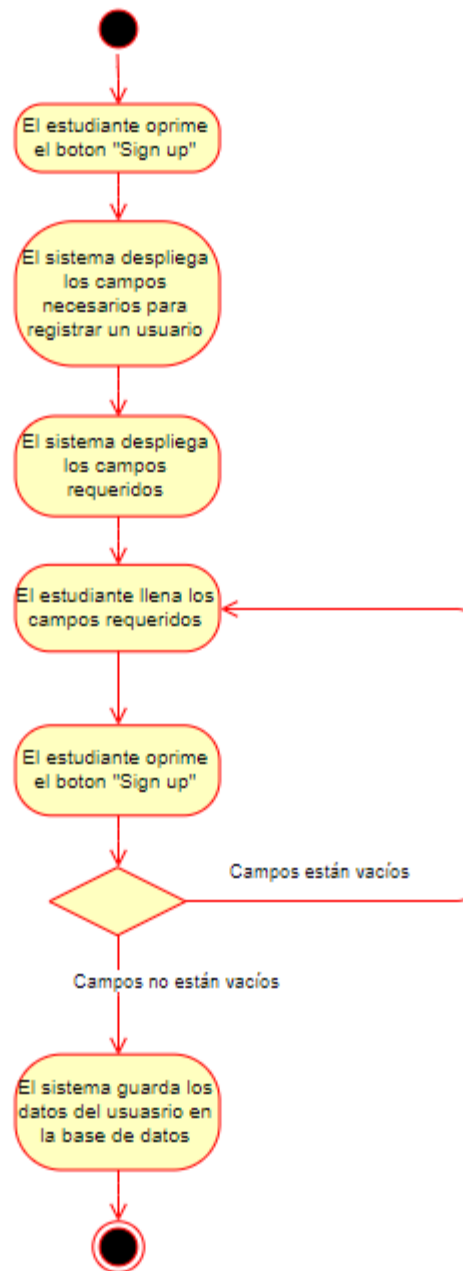 El estudiante oprime
el boton "Sign up"
El sistema despliega
los campos
necesarios para
registrar un usuario
El sistema despliega
los campos
requeridos
El estudiante llena los
campos requeridos
El estudiante oprime
el boton "Sign up"
Campos están vacíos
Campos no están vacíos
El sistema guarda los
datos del ususasrio en
la base de datos